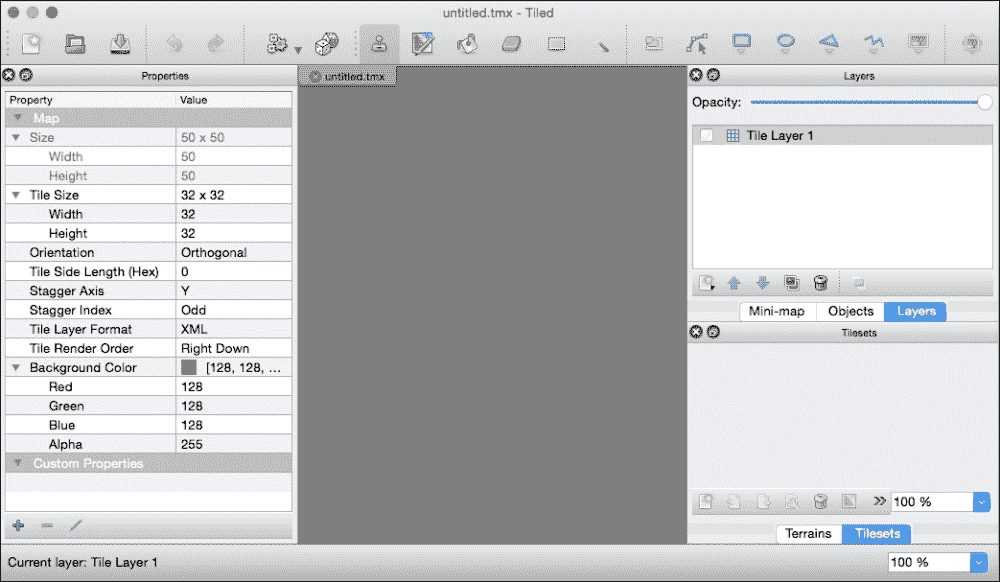 untitled.tmx - Tiled
Properties
Property Value
Map
Size 50 x 50
Width 50
Height 50
Tile Size 32 x 32
Width 32
Height 32
Orientation Orthogonal
Tile Side Length (Hex) 0
Stagger Axis Y
Stagger Index Odd
Tile Layer Format XML
Tile Render Order Right Down
Background Color [128, 128, ...
Red 128
Green 128
Blue 128
Alpha 255
Custom Properties
untitled.tmx
Layers
Opacity:
Tile Layer 1
Mini-map Objects Layers
Tilesets
100 %
Terrains Tilesets
Current layer: Tile Layer 1
100 %